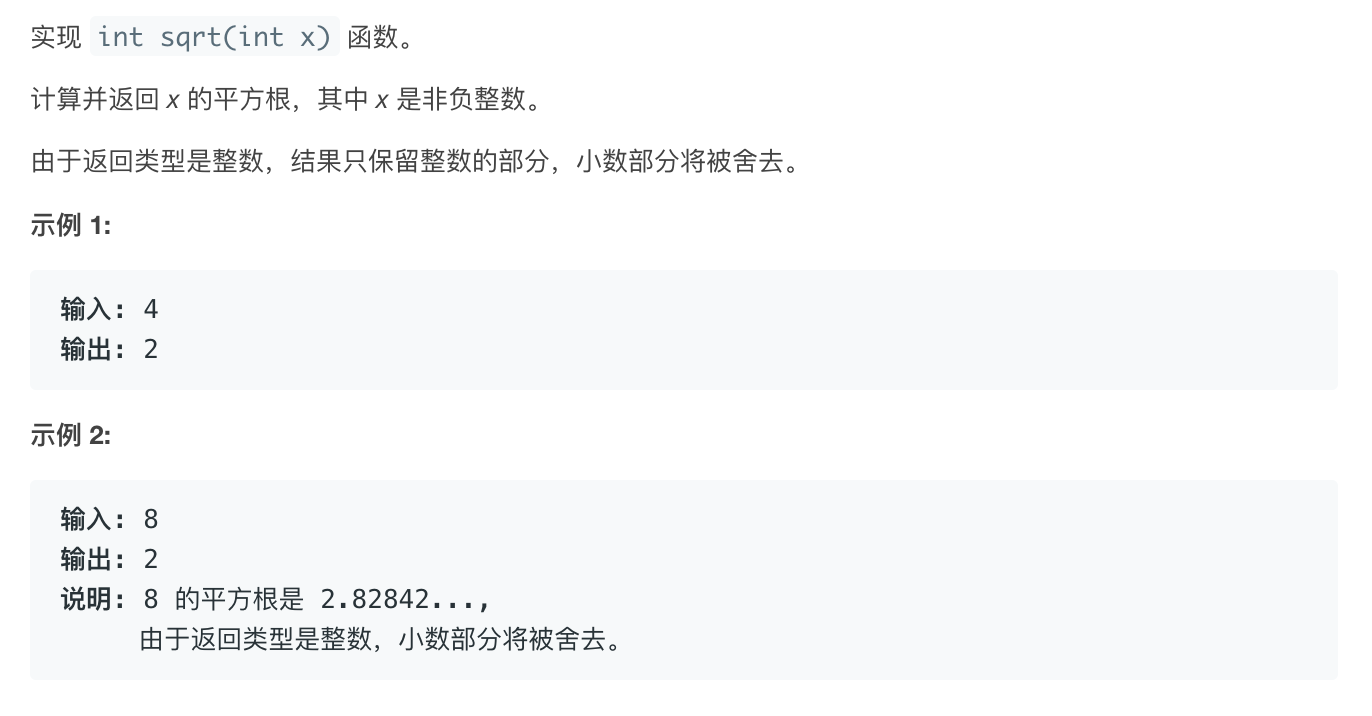 实现 int sqrt(int x) 函数。
计算并返回 x 的平方根，其中 x 是非负整数。
由于返回类型是整数，结果只保留整数的部分，小数部分将被舍去。
示例 1:
输入: 4
输出: 2
示例 2:
输入: 8
输出: 2
说明: 8 的平方根是 2.82842...,
由于返回类型是整数，小数部分将被舍去。